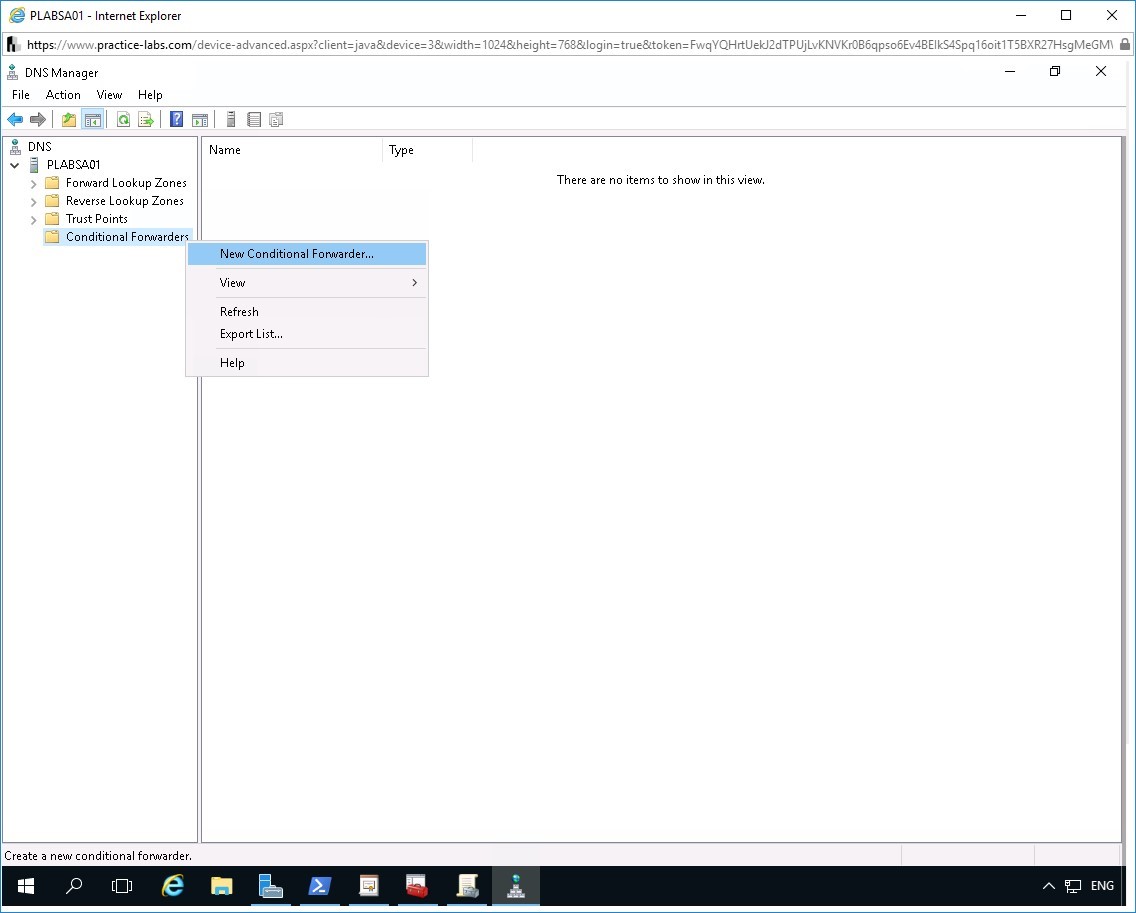 PLABSA01 - Internet Explorer
https://www.practice-labs.com/device-advanced.aspx?client=java&device=3&width=1024&height=768&login=true&token=
DNS Manager
File Action View Help
DNS
PLABSA01
Forward Lookup Zones
Reverse Lookup Zones
Trust Points
Conditional Forwarders
Name Type
There are no items to show in this view.
New Conditional Forwarder...
View
Refresh
Export List...
Help
Create a new conditional forwarder.
ENG